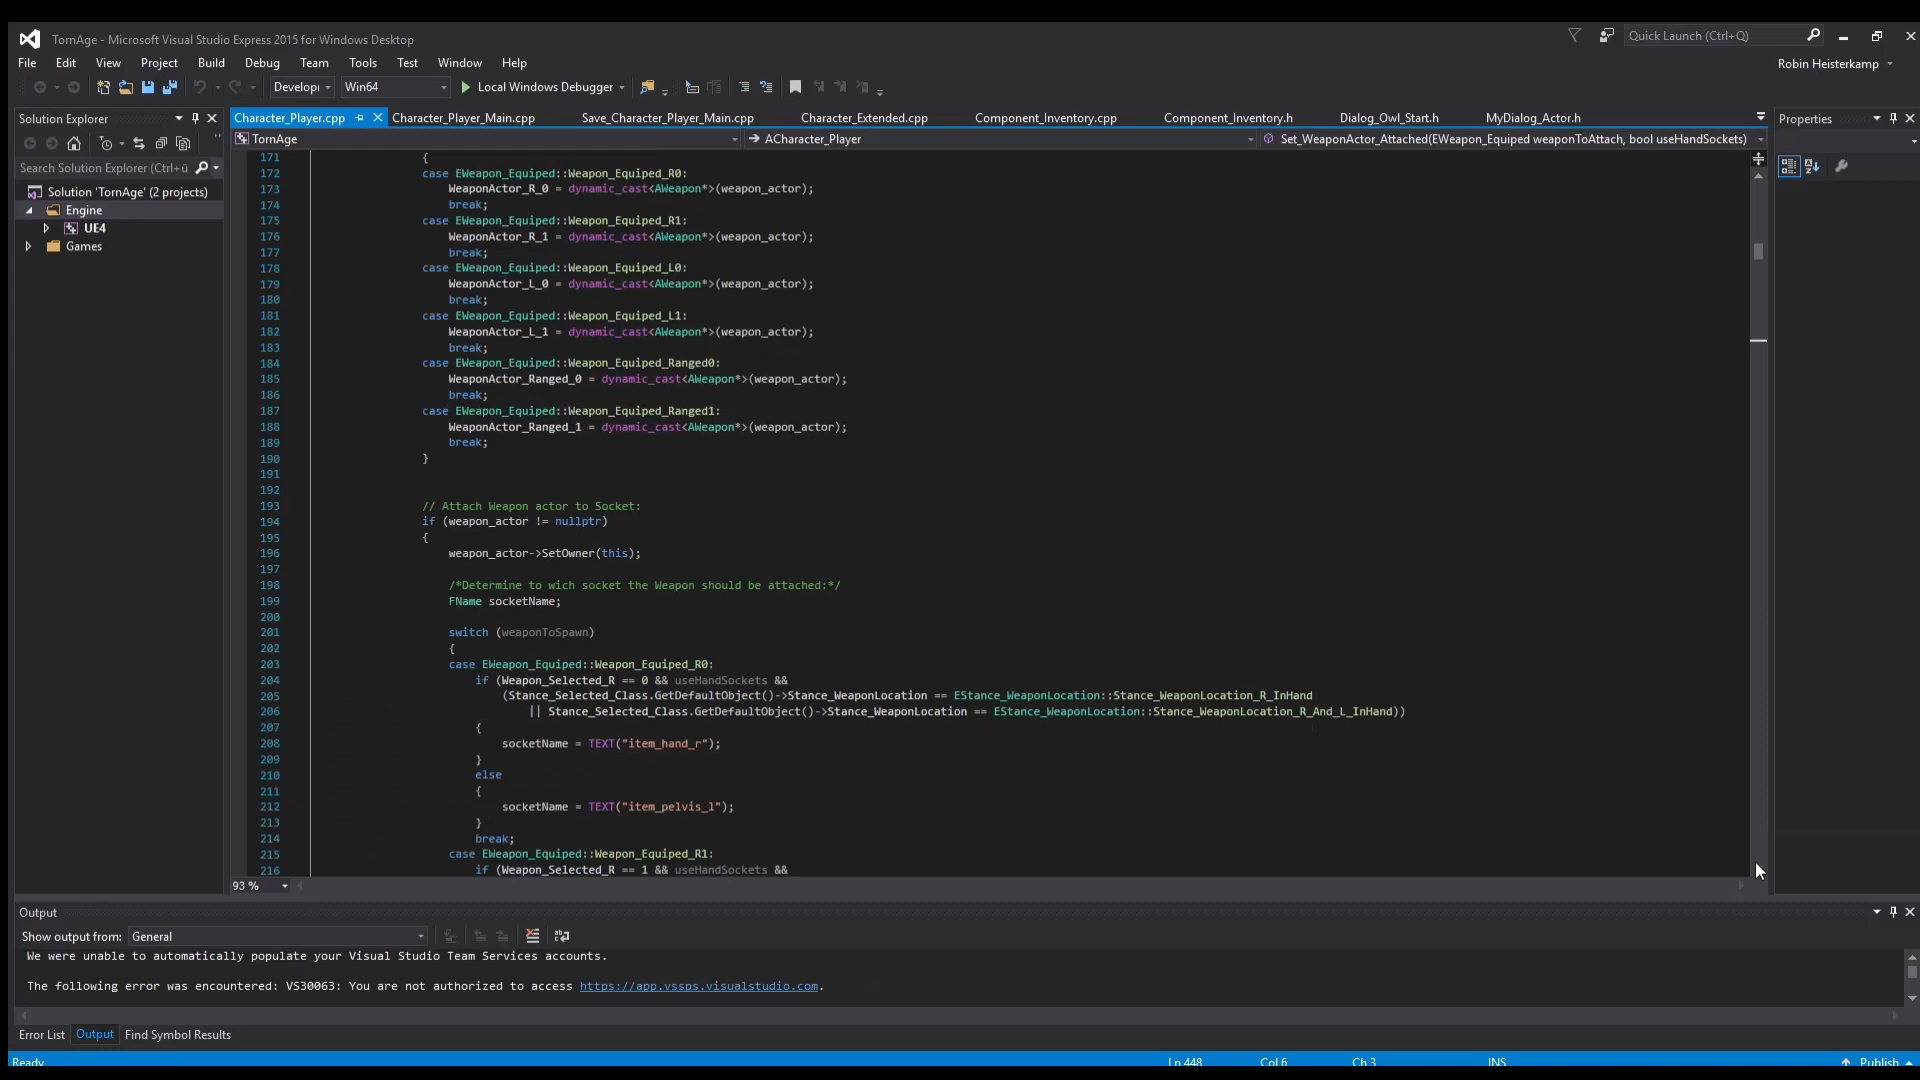 TornAge - Microsoft Visual Studio Express 2015 for Windows Desktop
Quick Launch (Ctrl+Q)
File Edit View Project Build Debug Team Tools Test Window Help
Robin Heisterkamp
Develop Win64 Local Windows Debugger
Solution Explorer
Character_Player.cpp Character_Player_Main.cpp Save_Character_Player_Main.cpp Character_Extended.cpp Component_Inventory.cpp Component_Inventory.h Dialog_Owl_Start.h MyDialog_Actor.h
Properties
TornAge ACharacter_Player Set_WeaponActor_Attached(EWeapon_Equiped weaponToAttach, bool useHandSockets)
Search Solution Explorer (Ctrl+ü
Solution 'TornAge' (2 projects)
Engine
UE4
Games
171 {
172 case EWeapon_Equiped::Weapon_Equiped_R0:
173 WeaponActor_R_0 = dynamic_cast<AWeapon*>(weapon_actor);
174 break;
175 case EWeapon_Equiped::Weapon_Equiped_R1:
176 WeaponActor_R_1 = dynamic_cast<AWeapon*>(weapon_actor);
177 break;
178 case EWeapon_Equiped::Weapon_Equiped_L0:
179 WeaponActor_L_0 = dynamic_cast<AWeapon*>(weapon_actor);
180 break;
181 case EWeapon_Equiped::Weapon_Equiped_L1:
182 WeaponActor_L_1 = dynamic_cast<AWeapon*>(weapon_actor);
183 break;
184 case EWeapon_Equiped::Weapon_Equiped_Ranged0:
185 WeaponActor_Ranged_0 = dynamic_cast<AWeapon*>(weapon_actor);
186 break;
187 case EWeapon_Equiped::Weapon_Equiped_Ranged1:
188 WeaponActor_Ranged_1 = dynamic_cast<AWeapon*>(weapon_actor);
189 break;
190 }
191
192
193 // Attach Weapon actor to Socket:
194 if (weapon_actor != nullptr)
195 {
196 weapon_actor->SetOwner(this);
197
198 /*Determine to wich socket the Weapon should be attached:*/
199 FName socketName;
200
201 switch (weaponToSpawn)
202 {
203 case EWeapon_Equiped::Weapon_Equiped_R0:
204 if (Weapon_Selected_R == 0 && useHandSockets &&
205 (Stance_Selected_Class.GetDefaultObject()->Stance_WeaponLocation == EStance_WeaponLocation::Stance_WeaponLocation_R_InHand
206 || Stance_Selected_Class.GetDefaultObject()->Stance_WeaponLocation == EStance_WeaponLocation::Stance_WeaponLocation_R_And_L_InHand))
207 {
208 socketName = TEXT("item_hand_r");
209 }
210 else
211 {
212 socketName = TEXT("item_pelvis_l");
213 }
214 break;
215 case EWeapon_Equiped::Weapon_Equiped_R1:
216 if (Weapon_Selected_R == 1 && useHandSockets &&
93 %
Output
Show output from: General
We were unable to automatically populate your Visual Studio Team Services accounts.
The following error was encountered: VS30063: You are not authorized to access https://app.vssps.visualstudio.com.
Error List Output Find Symbol Results
Ready Ln 448 Col 6 Ch 3 INS Publish